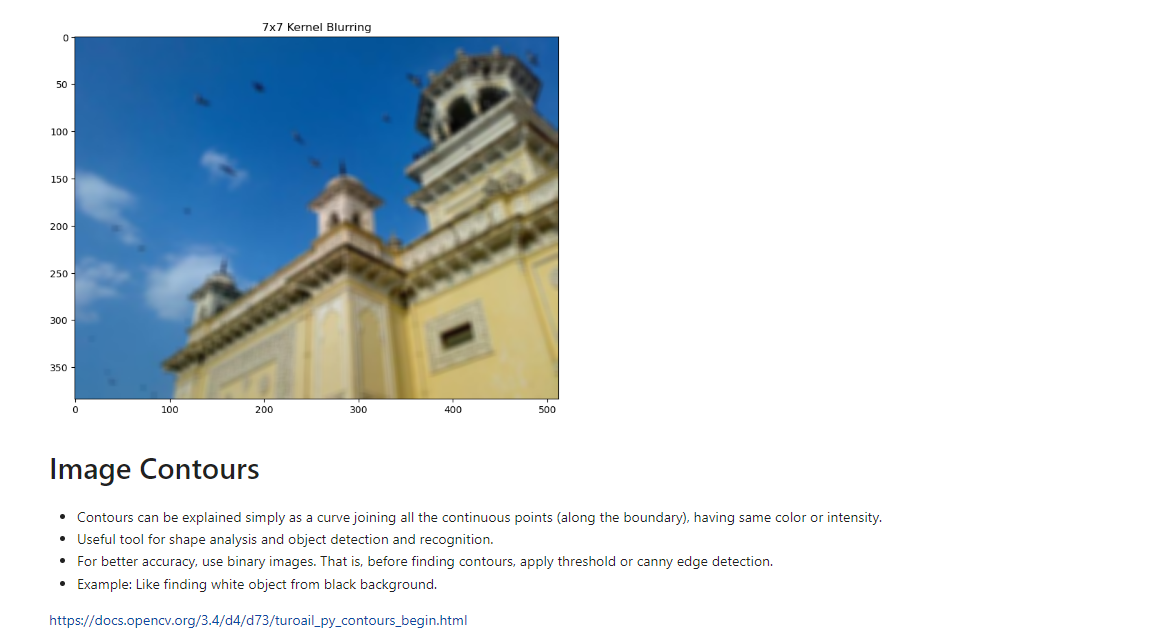 7x7 Kernel Blurring
0
50
100
150
200
250
300
350
0 100 200 300 400 500
Image Contours
• Contours can be explained simply as a curve joining all the continuous points (along the boundary), having same color or intensity.
• Useful tool for shape analysis and object detection and recognition.
• For better accuracy, use binary images. That is, before finding contours, apply threshold or canny edge detection.
• Example: Like finding white object from black background.
https://docs.opencv.org/3.4/d4/d73/turoail_py_contours_begin.html